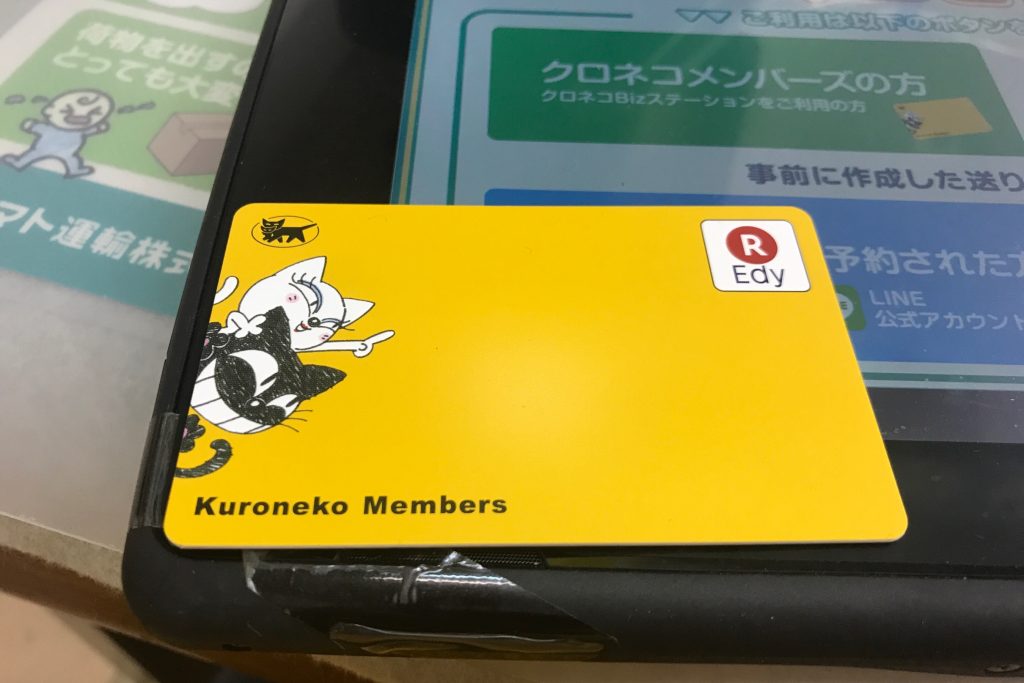 荷物を出すの
とっても大変
マト運輸株式
ご利用は以下のボタンを
クロネコメンバーズの方
クロネコBizステーションをご利用の方
事前に作成した送り
予約された方
LINE
公式アカウント
R
Edy
Kuroneko Members